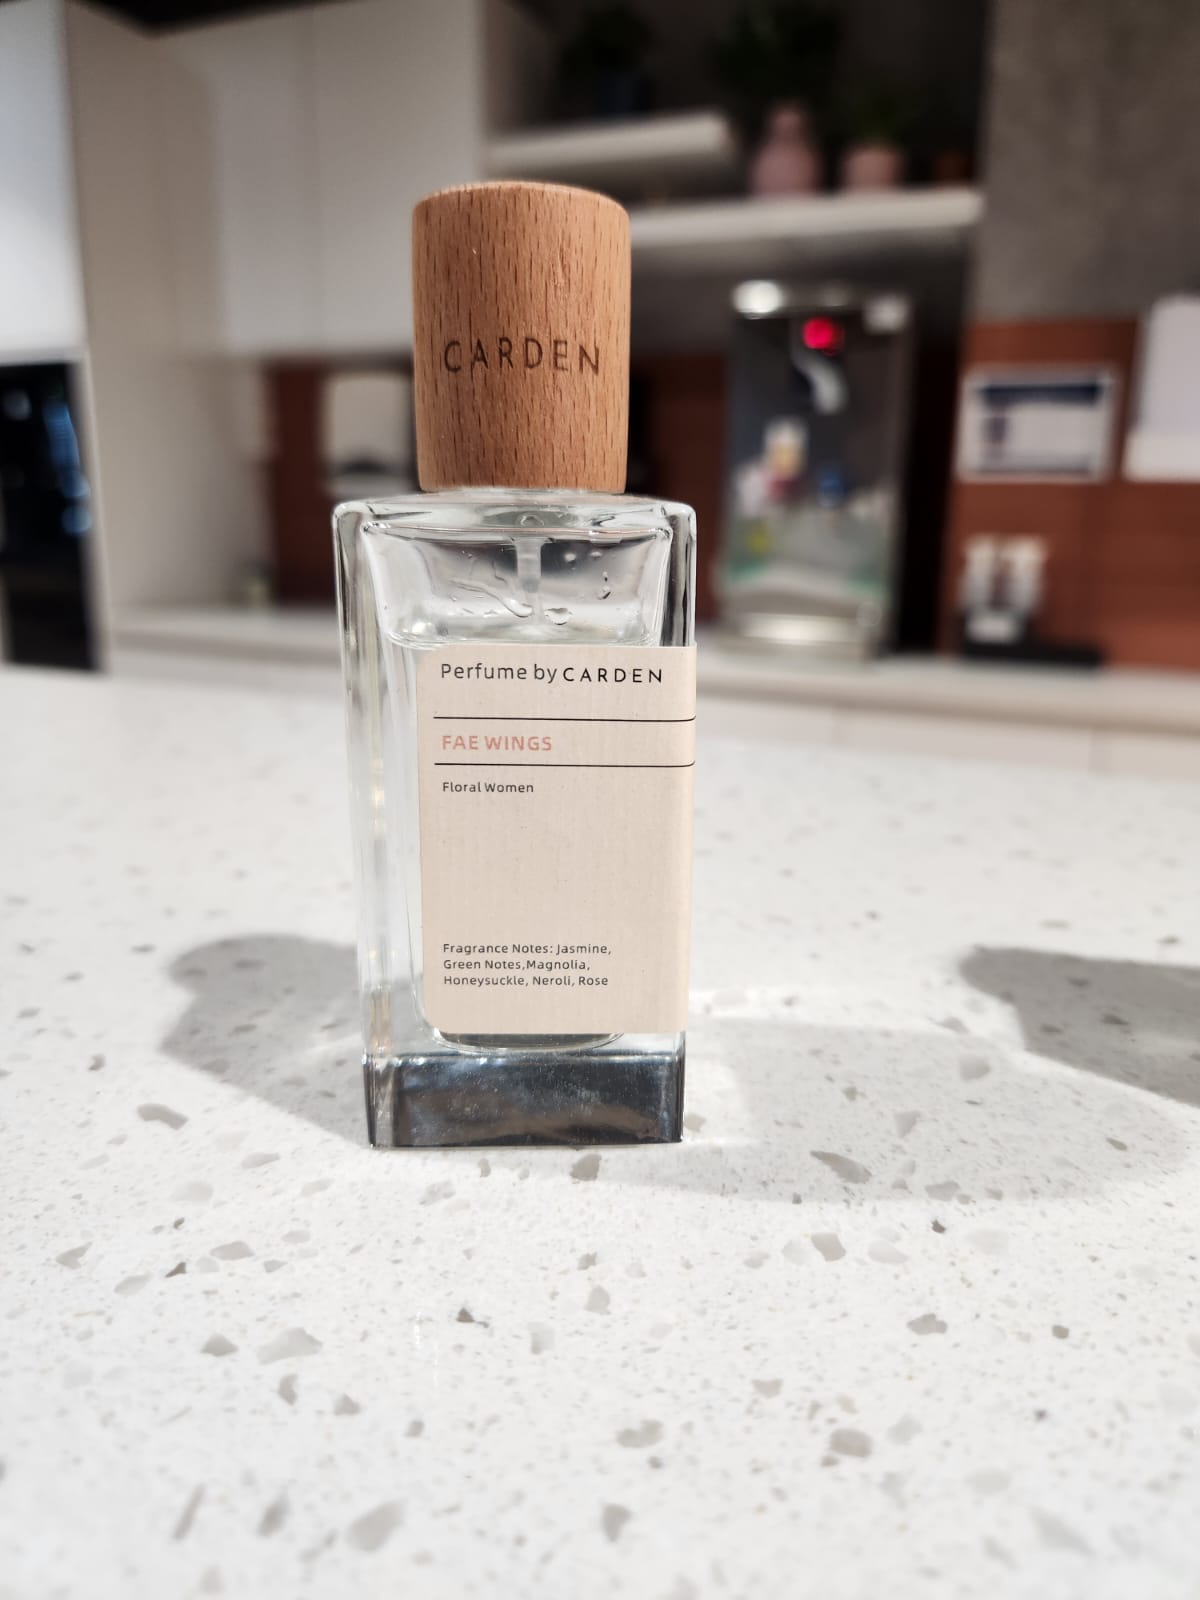 CARDEN
Perfume by CARDEN
FAE WINGS
Floral Women
Fragrance Notes: Jasmine,
Green Notes,Magnolia,
Honeysuckle, Neroli, Rose